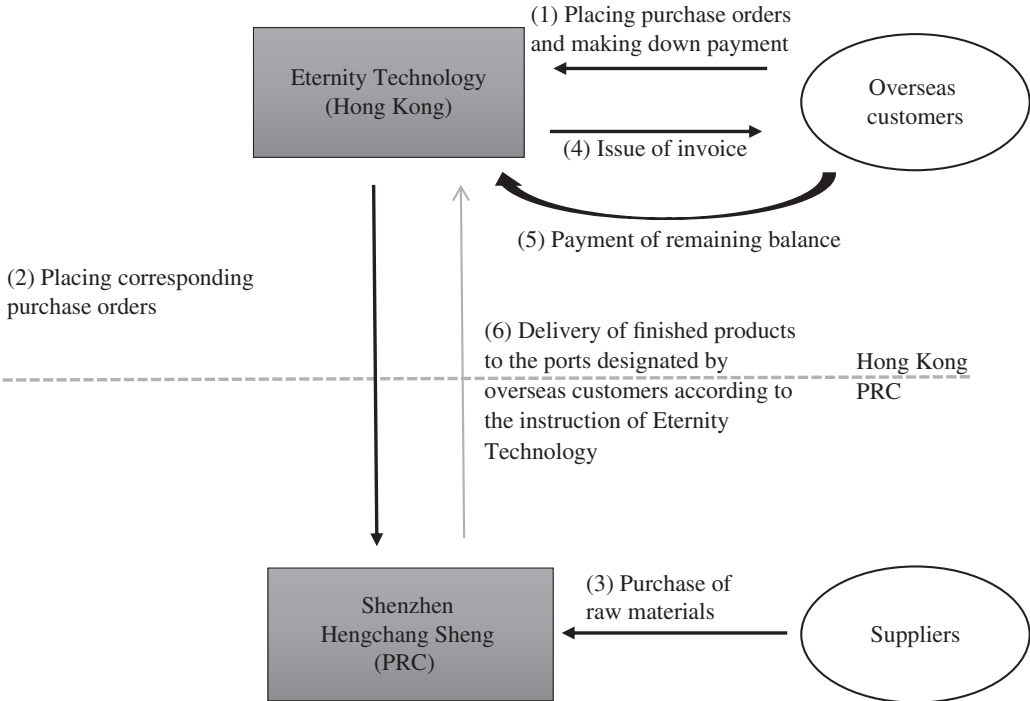 (1) Placing purchase orders
and making down payment
Eternity Technology
(Hong Kong)
Overseas
customers
(4) Issue of invoice
(5) Payment of remaining balance
(2) Placing corresponding
purchase orders
(6) Delivery of finished products
to the ports designated by
overseas customers according to
the instruction of Eternity
Technology
Hong Kong
PRC
(3) Purchase of
raw materials
Shenzhen
Hengchang Sheng
(PRC)
Suppliers